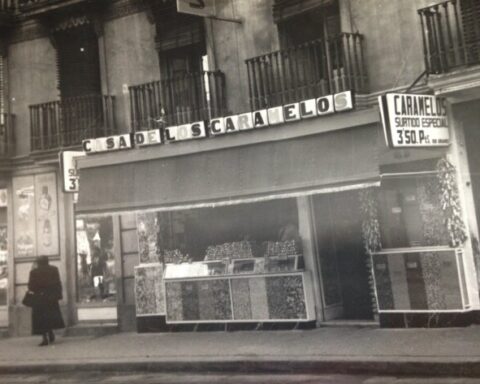 CASA DE LOS CARAMELOS
CARAMELOS
SURTIDO ESPECIAL
3'50 Pts